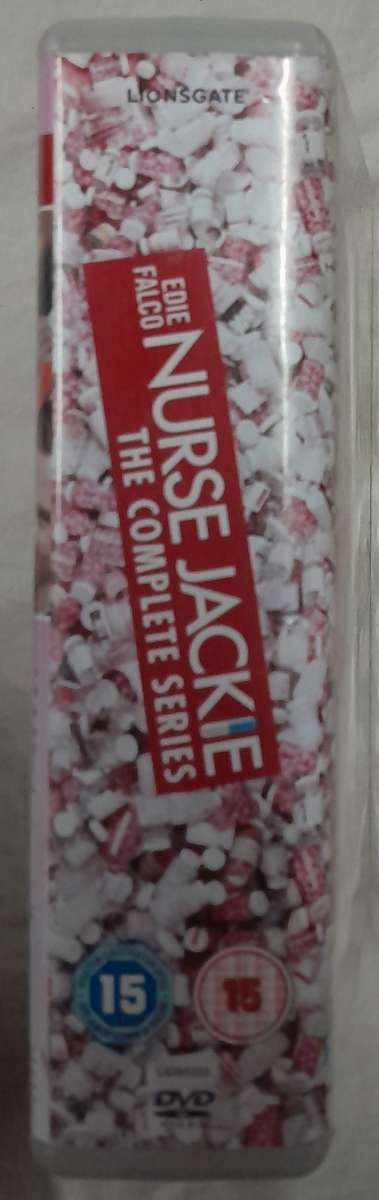 LIONSGATE
EDIE
FALCO
NURSE JACKIE
THE COMPLETE SERIES
15
15
DVD